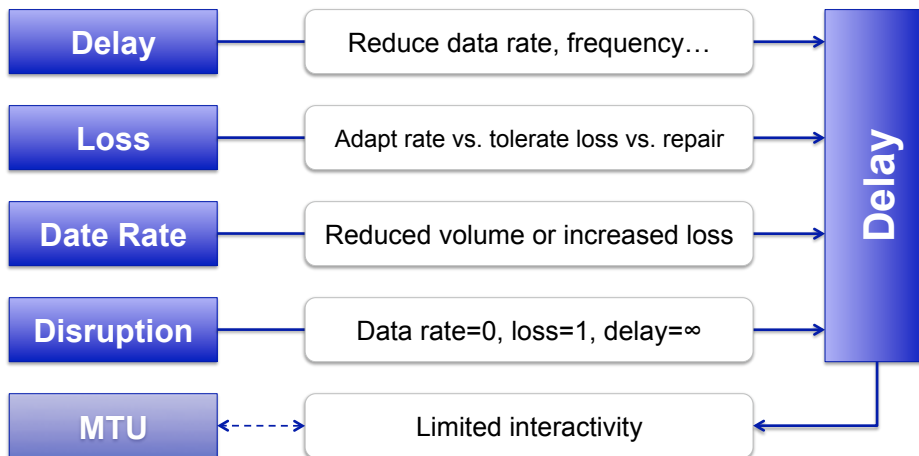 Delay
Reduce data rate, frequency…
Loss
Adapt rate vs. tolerate loss vs. repair
Date Rate
Reduced volume or increased loss
Disruption
Data rate=0, loss=1, delay=∞
MTU
Limited interactivity
Delay